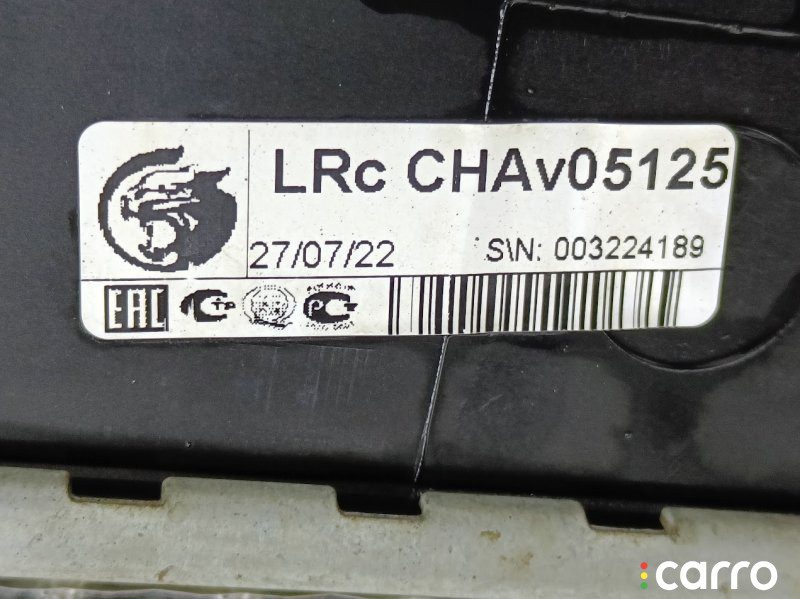 LRc CHAv05125
27/07/22 S\N: 003224189
EAC
carro